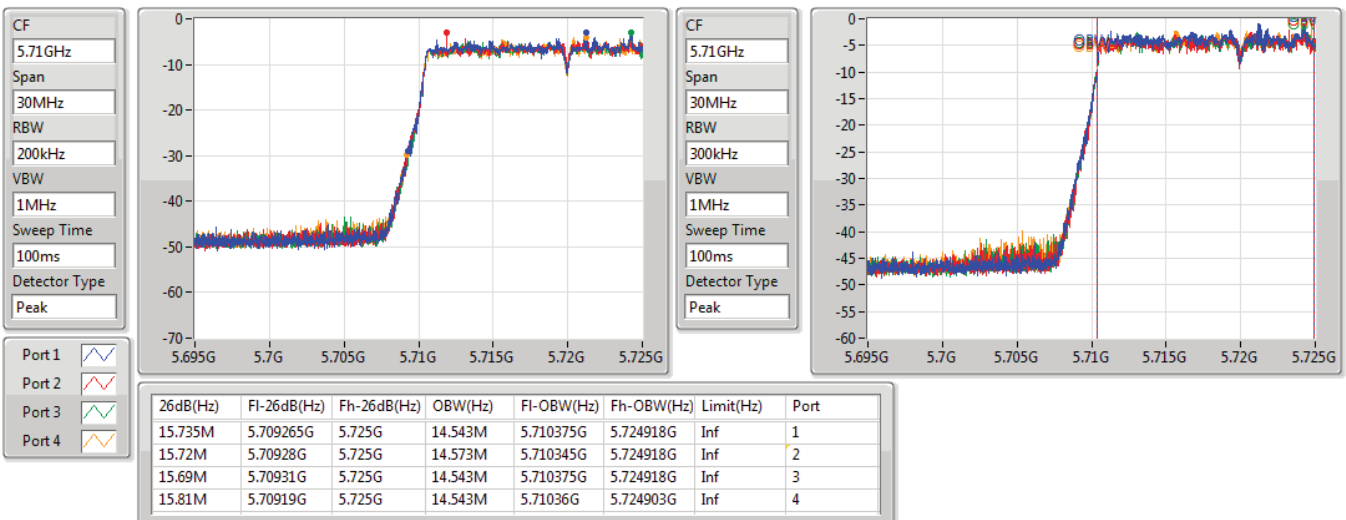 CF
5.71GHz
Span
30MHz
RBW
200kHz
VBW
1MHz
Sweep Time
100ms
Detector Type
Peak
0
-10
-20
-30
-40
-50
-60
-70
5.695G 5.7G 5.705G 5.71G 5.715G 5.72G 5.725G
CF
5.71GHz
Span
30MHz
RBW
300kHz
VBW
1MHz
Sweep Time
100ms
Detector Type
Peak
0
-5
-10
-15
-20
-25
-30
-35
-40
-45
-50
-55
-60
5.695G 5.7G 5.705G 5.71G 5.715G 5.72G 5.725G
Port 1
Port 2
Port 3
Port 4
26dB(Hz) Fl-26dB(Hz) Fh-26dB(Hz) OBW(Hz) Fl-OBW(Hz) Fh-OBW(Hz) Limit(Hz) Port
15.735M 5.709265G 5.725G 14.543M 5.710375G 5.724918G Inf 1
15.72M 5.70928G 5.725G 14.573M 5.710345G 5.724918G Inf 2
15.69M 5.70931G 5.725G 14.543M 5.710375G 5.724918G Inf 3
15.81M 5.70919G 5.725G 14.543M 5.71036G 5.724903G Inf 4